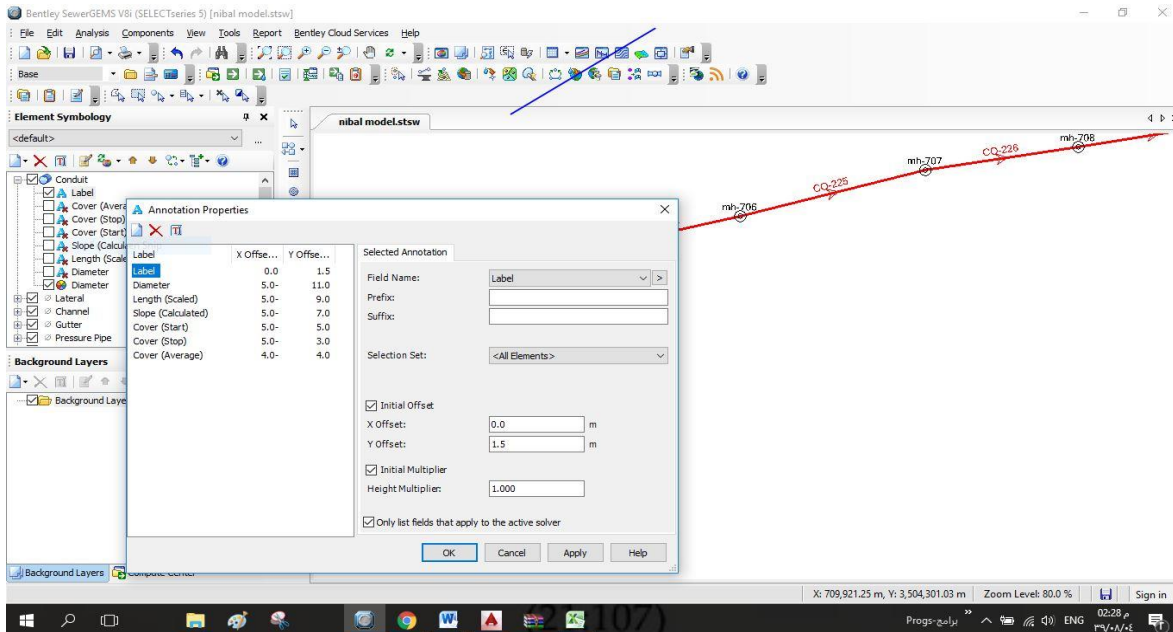 Bentley SewerGEMS V8i (SELECTseries 5) [nibal model.stsw]
File Edit Analysis Components View Tools Report Bentley Cloud Services Help
Base
Element Symbology
<default>
Conduit
Label
Cover (Avera
Cover (Stop)
Cover (Start)
Slope (Calcul
Length (Scale
Diameter
Diameter
Lateral
Channel
Gutter
Pressure Pipe
Background Layers
Background Laye
Background Layers
nibal model.stsw
mh-706
CO-225
mh-707
CO-226
mh-708
Annotation Properties
Label X Offse... Y Offse...
Label 0.0 1.5
Diameter 5.0- 11.0
Length (Scaled) 5.0- 9.0
Slope (Calculated) 5.0- 7.0
Cover (Start) 5.0- 5.0
Cover (Stop) 5.0- 3.0
Cover (Average) 4.0- 4.0
Selected Annotation
Field Name: Label >
Prefix:
Suffix:
Selection Set: <All Elements>
Initial Offset
X Offset: 0.0 m
Y Offset: 1.5 m
Initial Multiplier
Height Multiplier: 1.000
Only list fields that apply to the active solver
OK Cancel Apply Help
X: 709,921.25 m, Y: 3,504,301.03 m Zoom Level: 80.0 % Sign in
Progs-برامج ENG 02:28 م
٣٩/٠٨/٠٤